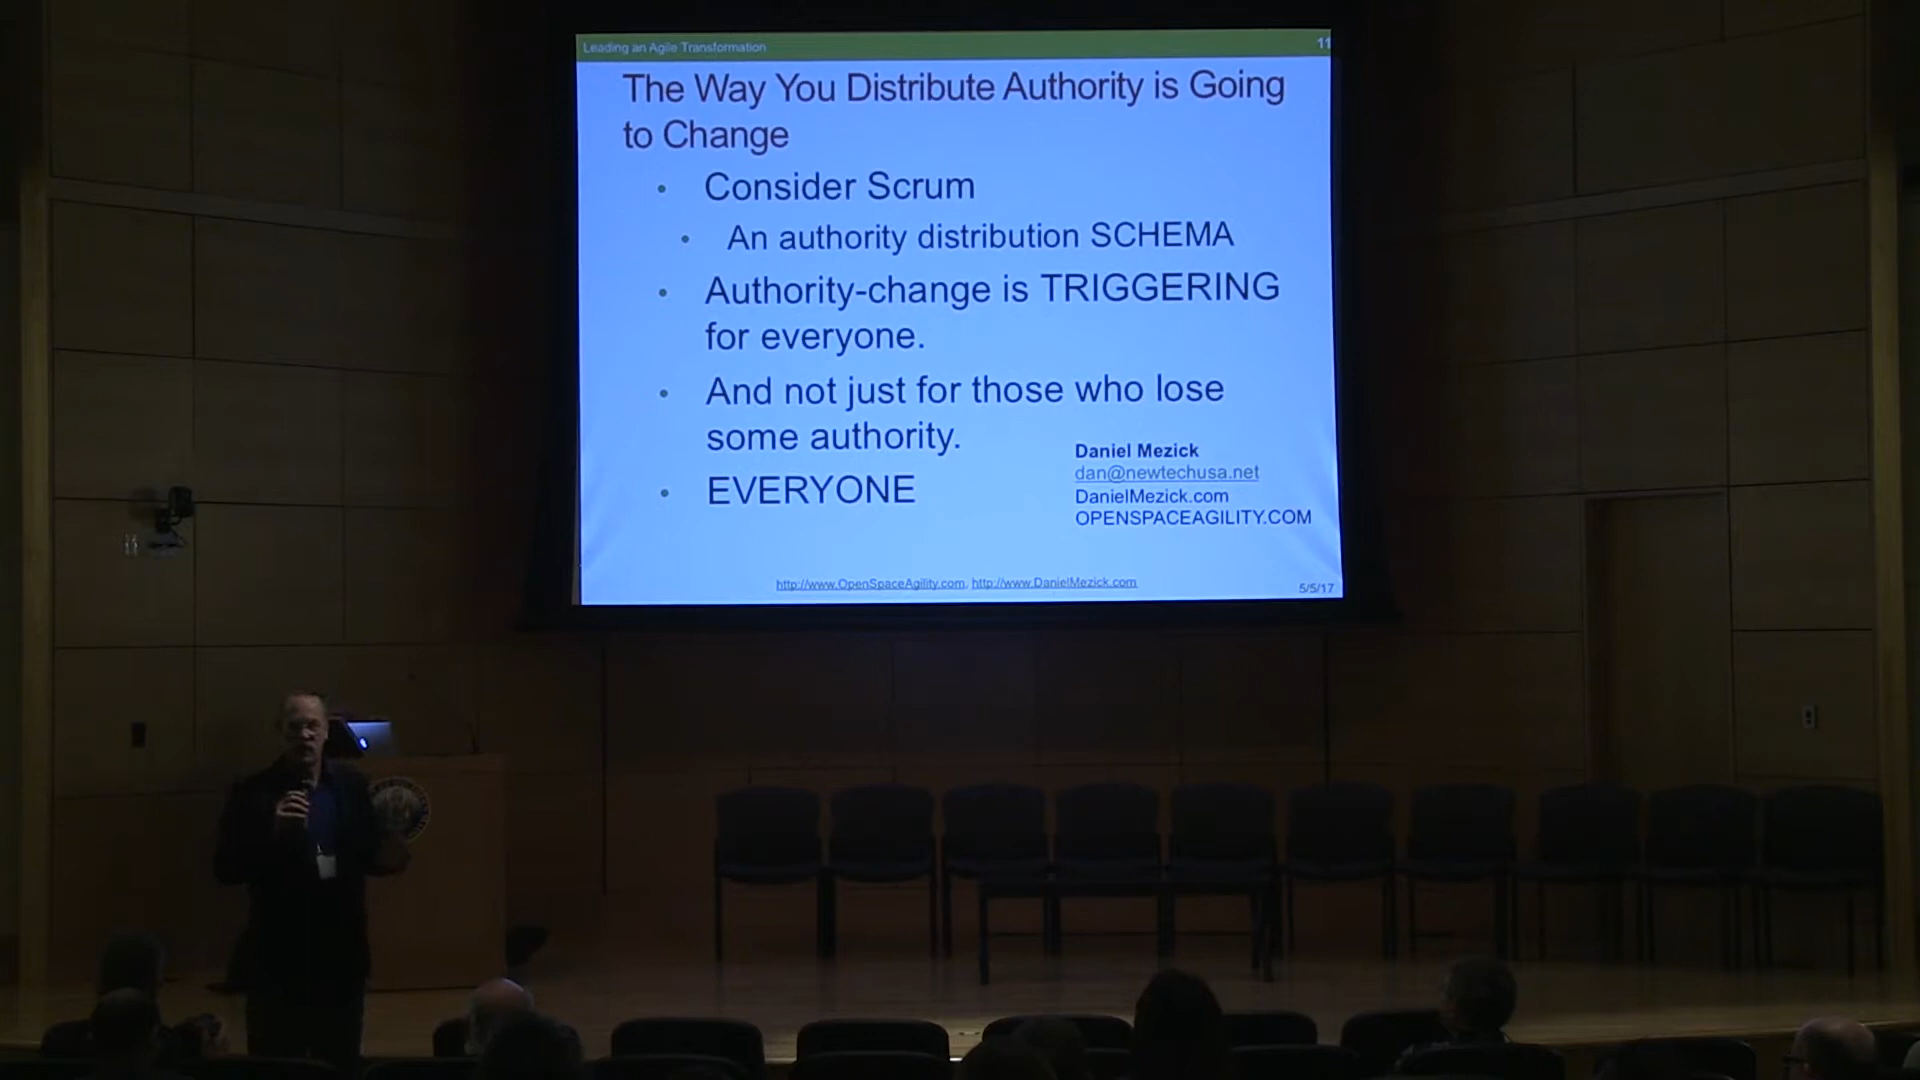 Leading an Agile Transformation
11
The Way You Distribute Authority is Going
to Change
• Consider Scrum
• An authority distribution SCHEMA
• Authority-change is TRIGGERING
for everyone.
• And not just for those who lose
some authority.
• EVERYONE
Daniel Mezick
dan@newtechusa.net
DanielMezick.com
OPENSPACEAGILITY.COM
http://www.OpenSpaceAgility.com, http://www.DanielMezick.com
5/5/17